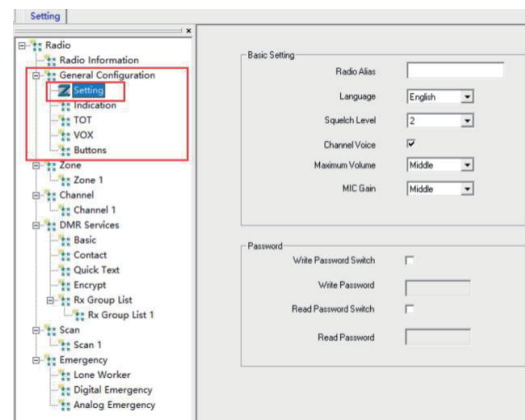 Setting
x
Radio
Radio Information
General Configuration
Setting
Indication
TOT
VOX
Buttons
Zone
Zone 1
Channel
Channel 1
DMR Services
Basic
Contact
Quick Text
Encrypt
Rx Group List
Rx Group List 1
Scan
Scan 1
Emergency
Lone Worker
Digital Emergency
Analog Emergency
Basic Setting
Radio Alias
Language English
Squelch Level 2
Channel Voice
Maximum Volume Middle
MIC Gain Middle
Password
Write Password Switch
Write Password
Read Password Switch
Read Password